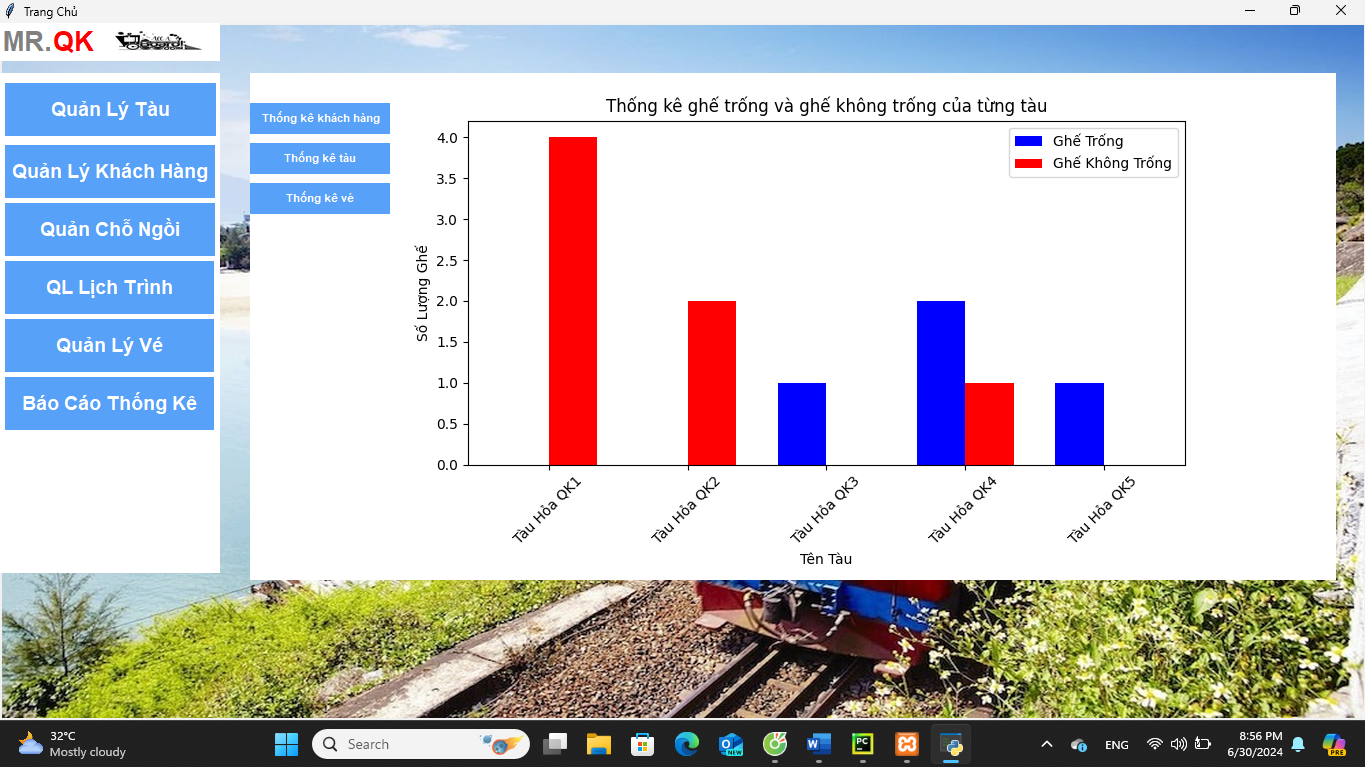 Trang Chủ
MR.QK
Quản Lý Tàu
Quản Lý Khách Hàng
Quản Chỗ Ngồi
QL Lịch Trình
Quản Lý Vé
Báo Cáo Thống Kê
Thống kê khách hàng
Thống kê tàu
Thống kê vé
Thống kê ghế trống và ghế không trống của từng tàu
Ghế Trống
Ghế Không Trống
4.0
3.5
3.0
2.5
2.0
1.5
1.0
0.5
0.0
Số Lượng Ghế
Tàu Hỏa QK1
Tàu Hỏa QK2
Tàu Hỏa QK3
Tàu Hỏa QK4
Tàu Hỏa QK5
Tên Tàu
32°C
Mostly cloudy
Search
NEW
W
PC
ENG
8:56 PM
6/30/2024
PRE